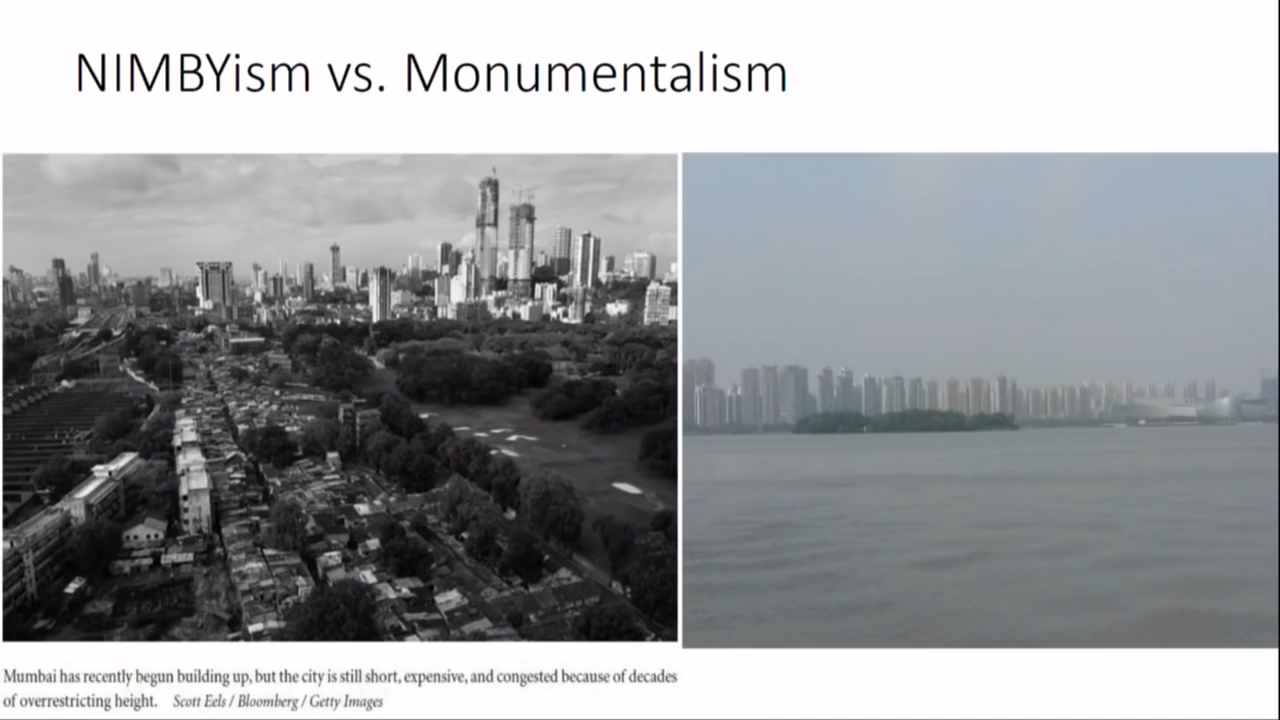 NIMBYism vs. Monumentalism
Mumbai has recently begun building up, but the city is still short, expensive, and congested because of decades
of overrestricting height. Scott Eels / Bloomberg / Getty Images